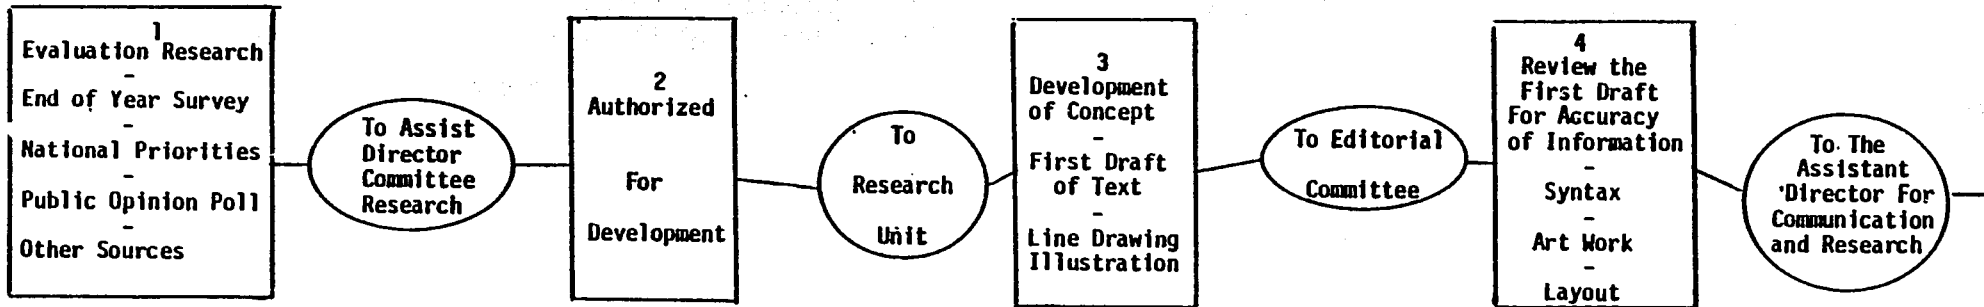 1
Evaluation Research
-
End of Year Survey
-
National Priorities
-
Public Opinion Poll
-
Other Sources
To Assist
Director
Committee
Research
2
Authorized
For
Development
To
Research
Unit
3
Development
of Concept
-
First Draft
of Text
-
Line Drawing
Illustration
To Editorial
Committee
4
Review the
First Draft
For Accuracy
of Information
-
Syntax
-
Art Work
-
Layout
To The
Assistant
Director For
Communication
and Research